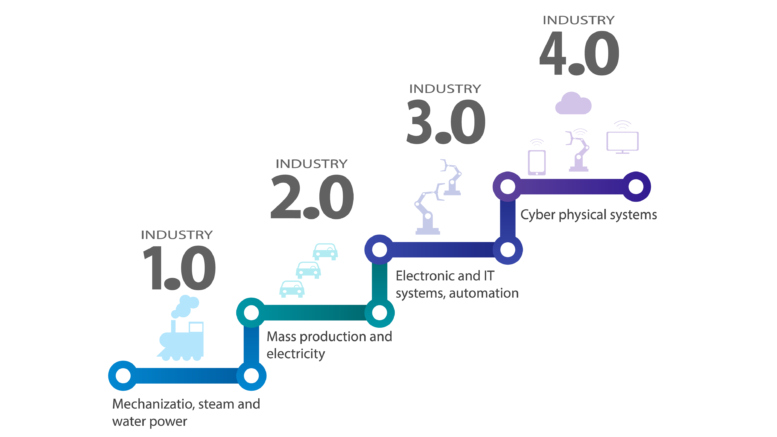 INDUSTRY
1.0
Mechanizatio, steam and
water power
INDUSTRY
2.0
Mass production and
electricity
INDUSTRY
3.0
Electronic and IT
systems, automation
INDUSTRY
4.0
Cyber physical systems